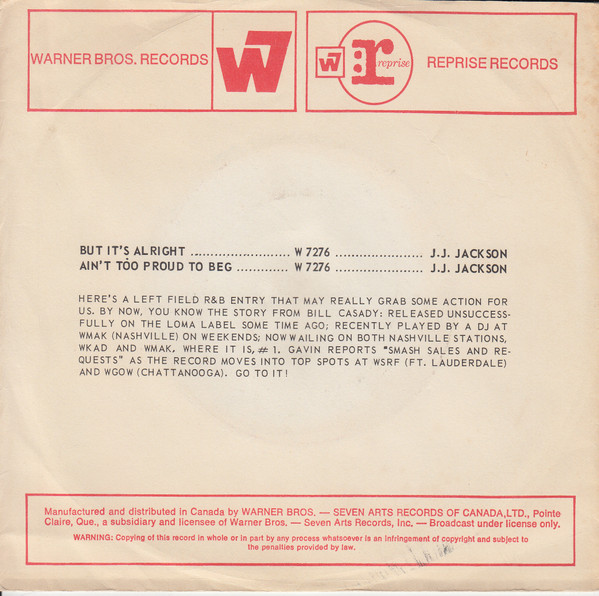 WARNER BROS. RECORDS W7 W7 r reprise REPRISE RECORDS
BUT IT'S ALRIGHT ......................... W 7276 ...................... J.J. JACKSON
AIN'T TOO PROUD TO BEG ............. W 7276 ...................... J.J. JACKSON
HERE'S A LEFT FIELD R&B ENTRY THAT MAY REALLY GRAB SOME ACTION FOR
US. BY NOW, YOU KNOW THE STORY FROM BILL CASADY: RELEASED UNSUCCESS-
FULLY ON THE LOMA LABEL SOME TIME AGO; RECENTLY PLAYED BY A DJ AT
WMAK (NASHVILLE) ON WEEKENDS; NOW WAILING ON BOTH NASHVILLE STATIONS,
WKAD AND WMAK, WHERE IT IS, # 1. GAVIN REPORTS "SMASH SALES AND RE-
QUESTS" AS THE RECORD MOVES INTO TOP SPOTS AT WSRF (FT. LAUDERDALE)
AND WGOW (CHATTANOOGA). GO TO IT!
Manufactured and distributed in Canada by WARNER BROS. — SEVEN ARTS RECORDS OF CANADA,LTD., Pointe
Claire, Que., a subsidiary and licensee of Warner Bros. — Seven Arts Records, Inc. — Broadcast under license only.
WARNING: Copying of this record in whole or in part by any process whatsoever is an infringement of copyright and subject to
the penalties provided by law.